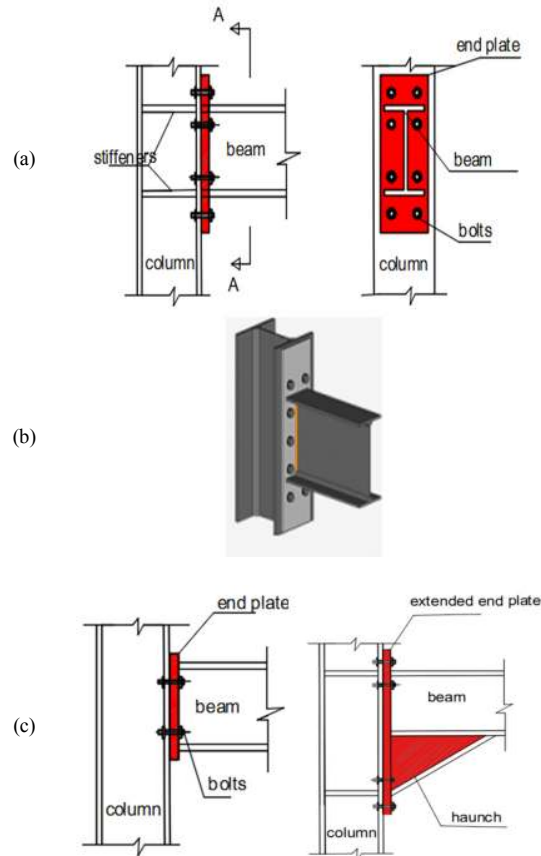 A
end plate
(a)
stiffeners
beam
beam
bolts
column
A
column
(b)
end plate
extended end plate
(c)
beam
beam
bolts
column
haunch
column